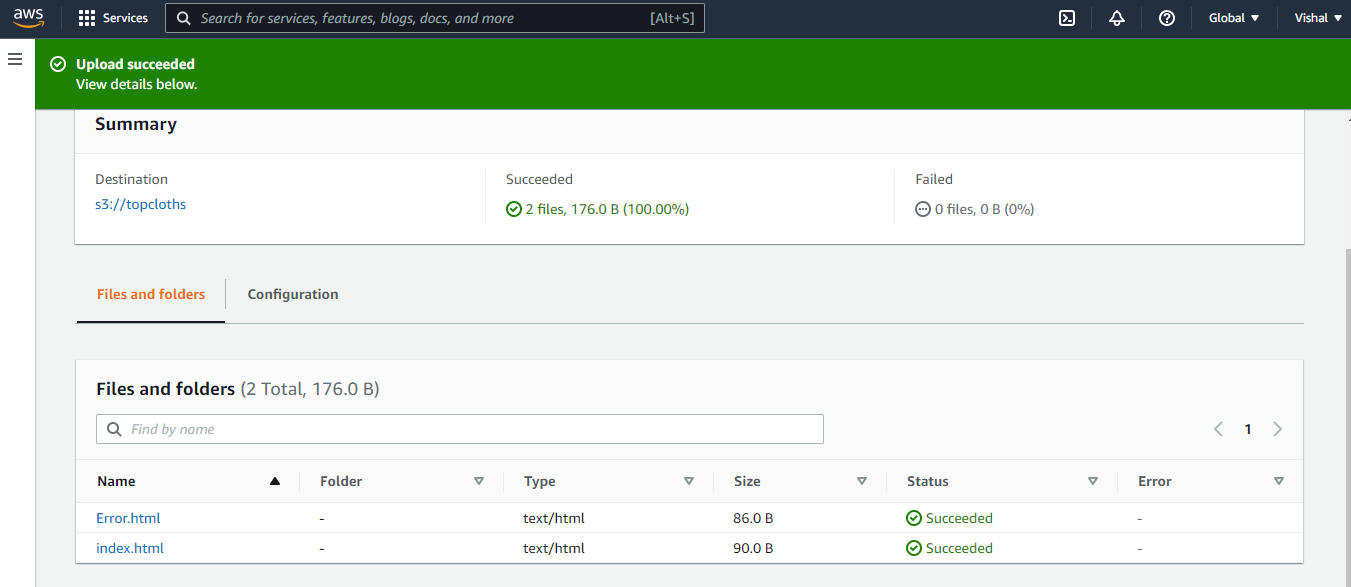 aws Services Search for services, features, blogs, docs, and more [Alt+S] Global Vishal
Upload succeeded
View details below.
Summary
Destination Succeeded Failed
s3://topcloths 2 files, 176.0 B (100.00%) 0 files, 0 B (0%)
Files and folders Configuration
Files and folders (2 Total, 176.0 B)
Find by name 1
Name Folder Type Size Status Error
Error.html - text/html 86.0 B Succeeded -
index.html - text/html 90.0 B Succeeded -